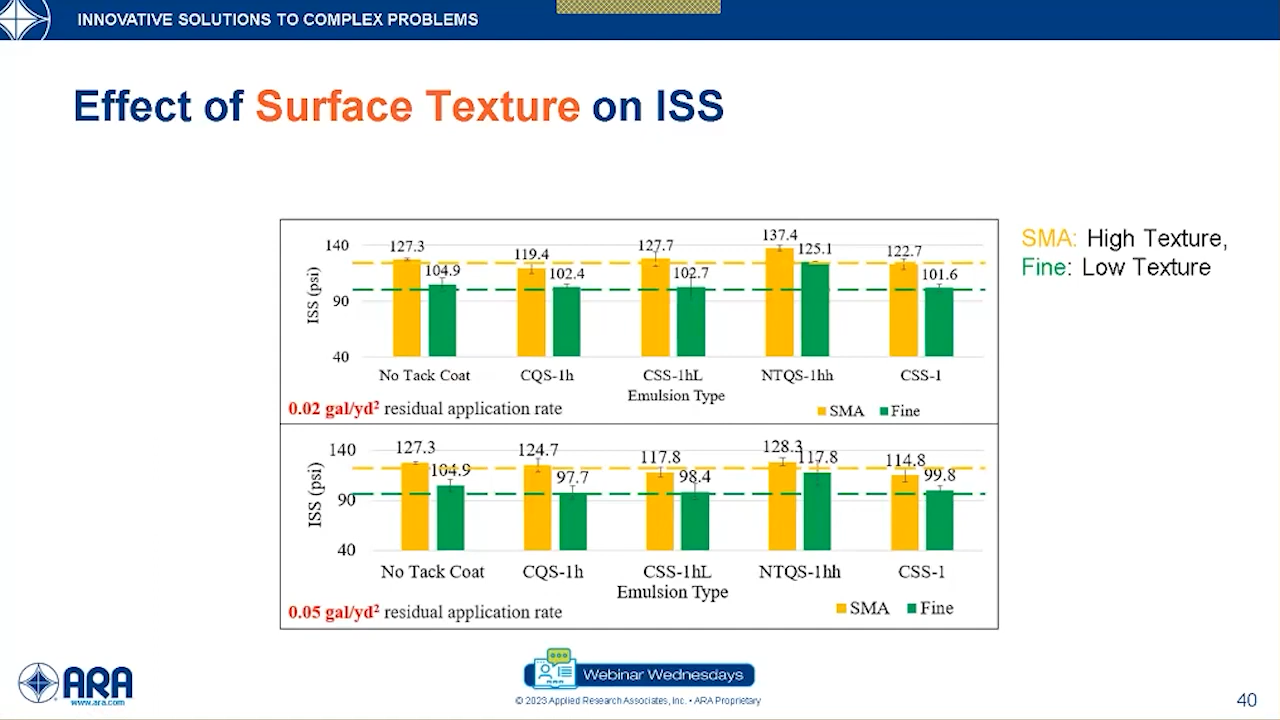 INNOVATIVE SOLUTIONS TO COMPLEX PROBLEMS
Effect of Surface Texture on ISS
SMA: High Texture,
Fine: Low Texture
ISS (psi)
140
90
40
127.3
104.9
119.4
102.4
127.7
102.7
137.4
125.1
122.7
101.6
No Tack Coat
CQS-1h
CSS-1hL
NTQS-1hh
CSS-1
Emulsion Type
0.02 gal/yd² residual application rate
SMA
Fine
ISS (psi)
140
90
40
127.3
104.9
124.7
97.7
117.8
98.4
128.3
117.8
114.8
99.8
No Tack Coat
CQS-1h
CSS-1hL
NTQS-1hh
CSS-1
Emulsion Type
0.05 gal/yd² residual application rate
SMA
Fine
ARA
www.ara.com
ARA
Webinar Wednesdays
© 2023 Applied Research Associates, Inc. • ARA Proprietary
40